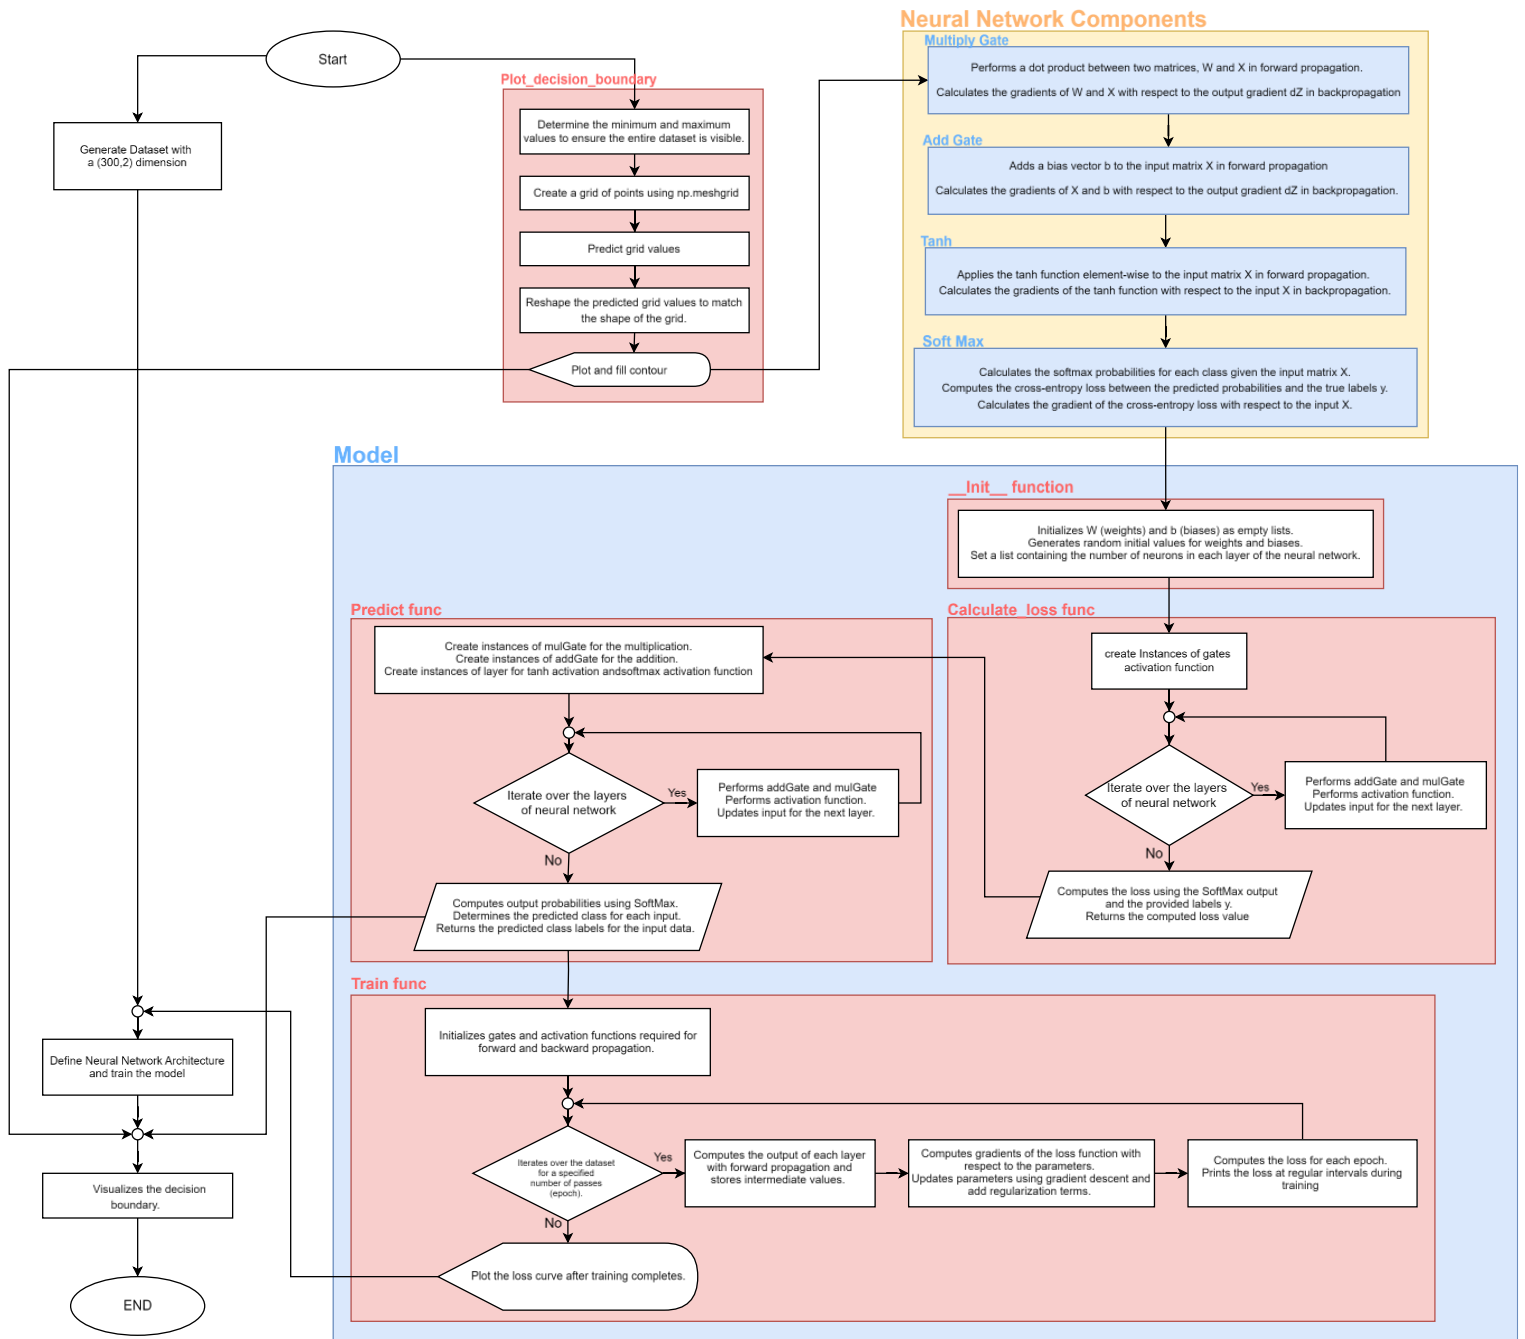 Start
Generate Dataset with
a (300,2) dimension
Plot_decision_boundary
Determine the minimum and maximum
values to ensure the entire dataset is visible.
Create a grid of points using np.meshgrid
Predict grid values
Reshape the predicted grid values to match
the shape of the grid.
Plot and fill contour
Neural Network Components
Multiply Gate
Performs a dot product between two matrices, W and X in forward propagation.
Calculates the gradients of W and X with respect to the output gradient dZ in backpropagation
Add Gate
Adds a bias vector b to the input matrix X in forward propagation
Calculates the gradients of X and b with respect to the output gradient dZ in backpropagation.
Tanh
Applies the tanh function element-wise to the input matrix X in forward propagation.
Calculates the gradients of the tanh function with respect to the input X in backpropagation.
Soft Max
Calculates the softmax probabilities for each class given the input matrix X.
Computes the cross-entropy loss between the predicted probabilities and the true labels y.
Calculates the gradient of the cross-entropy loss with respect to the input X.
Model
__Init__ function
Initializes W (weights) and b (biases) as empty lists.
Generates random initial values for weights and biases.
Set a list containing the number of neurons in each layer of the neural network.
Predict func
Create instances of mulGate for the multiplication.
Create instances of addGate for the addition.
Create instances of layer for tanh activation andsoftmax activation function
Iterate over the layers
of neural network
Yes
Performs addGate and mulGate
Performs activation function.
Updates input for the next layer.
No
Computes output probabilities using SoftMax.
Determines the predicted class for each input.
Returns the predicted class labels for the input data.
Calculate_loss func
create Instances of gates
activation function
Iterate over the layers
of neural network
Yes
Performs addGate and mulGate
Performs activation function.
Updates input for the next layer.
No
Computes the loss using the SoftMax output
and the provided labels y.
Returns the computed loss value
Train func
Initializes gates and activation functions required for
forward and backward propagation.
Iterates over the dataset
for a specified
number of passes
(epoch).
Yes
Computes the output of each layer
with forward propagation and
stores intermediate values.
Computes gradients of the loss function with
respect to the parameters.
Updates parameters using gradient descent and
add regularization terms.
Computes the loss for each epoch.
Prints the loss at regular intervals during
training
No
Plot the loss curve after training completes.
Define Neural Network Architecture
and train the model
Visualizes the decision
boundary.
END